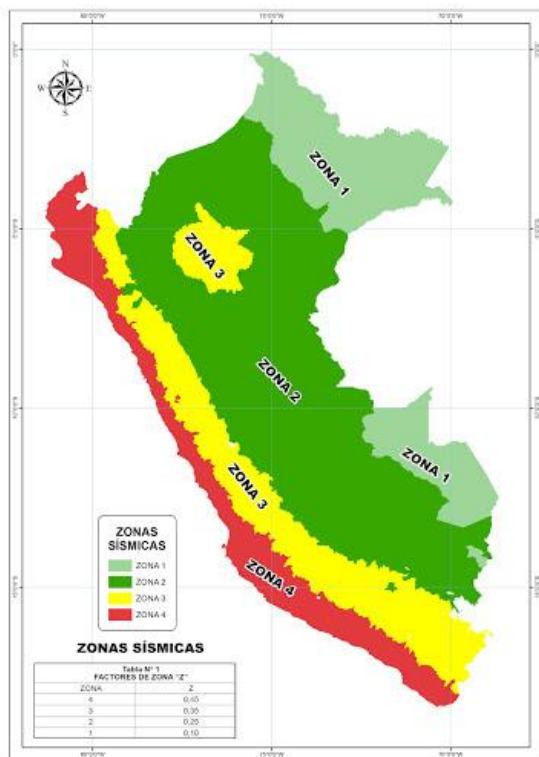 N
W E
S
ZONA 1
ZONA 3
ZONA 2
ZONA 1
ZONA 3
ZONA 4
ZONAS
SÍSMICAS
ZONA 1
ZONA 2
ZONA 3
ZONA 4
ZONAS SÍSMICAS
Tabla N° 1
FACTORES DE ZONA "Z"
ZONA Z
4 0,45
3 0,35
2 0,25
1 0,10